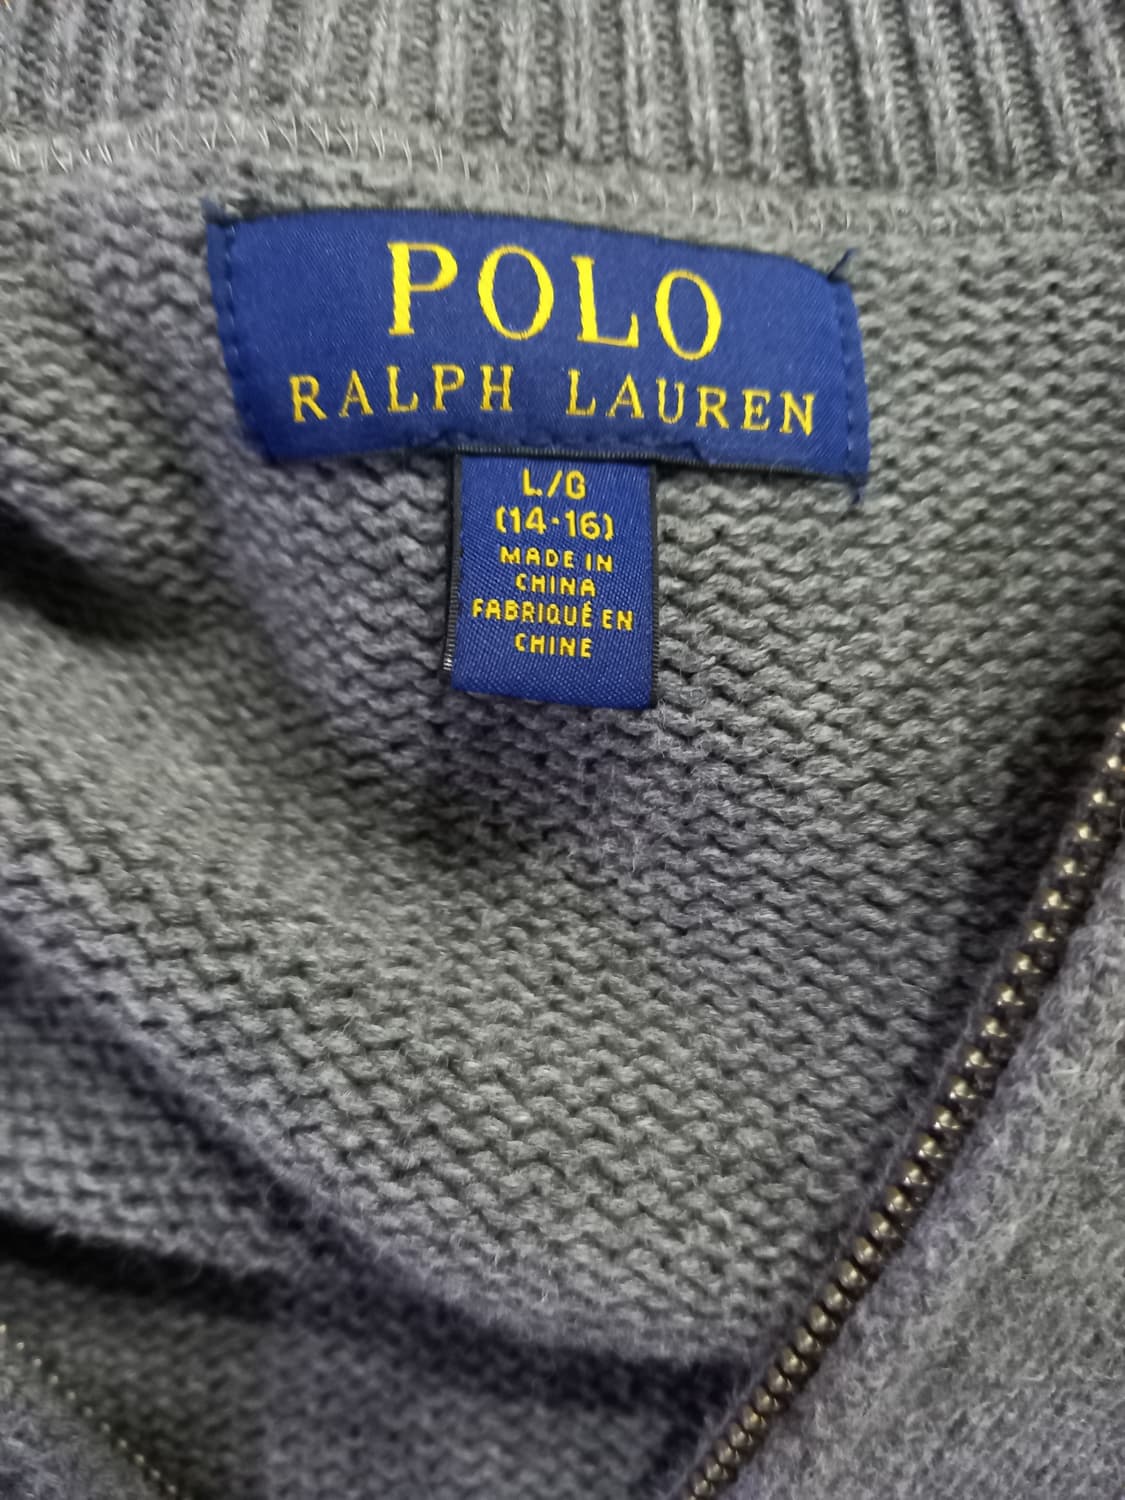 POLO
RALPH LAUREN
L/G
(14-16)
MADE IN
CHINA
FABRIQUÉ EN
CHINE